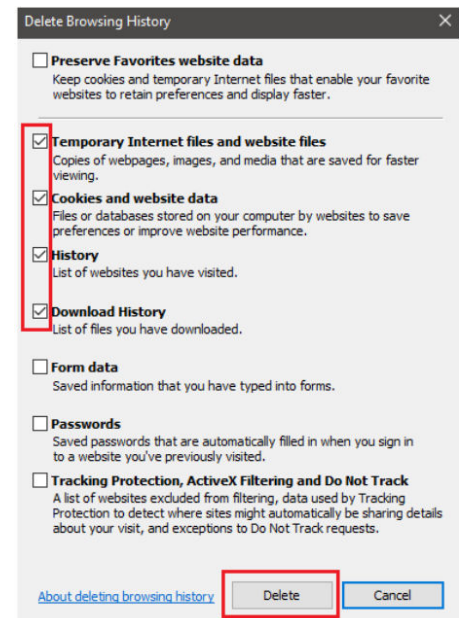 Delete Browsing History
Preserve Favorites website data
Keep cookies and temporary Internet files that enable your favorite
websites to retain preferences and display faster.
Temporary Internet files and website files
Copies of webpages, images, and media that are saved for faster
viewing.
Cookies and website data
Files or databases stored on your computer by websites to save
preferences or improve website performance.
History
List of websites you have visited.
Download History
List of files you have downloaded.
Form data
Saved information that you have typed into forms.
Passwords
Saved passwords that are automatically filled in when you sign in
to a website you've previously visited.
Tracking Protection, ActiveX Filtering and Do Not Track
A list of websites excluded from filtering, data used by Tracking
Protection to detect where sites might automatically be sharing details
about your visit, and exceptions to Do Not Track requests.
About deleting browsing history Delete Cancel